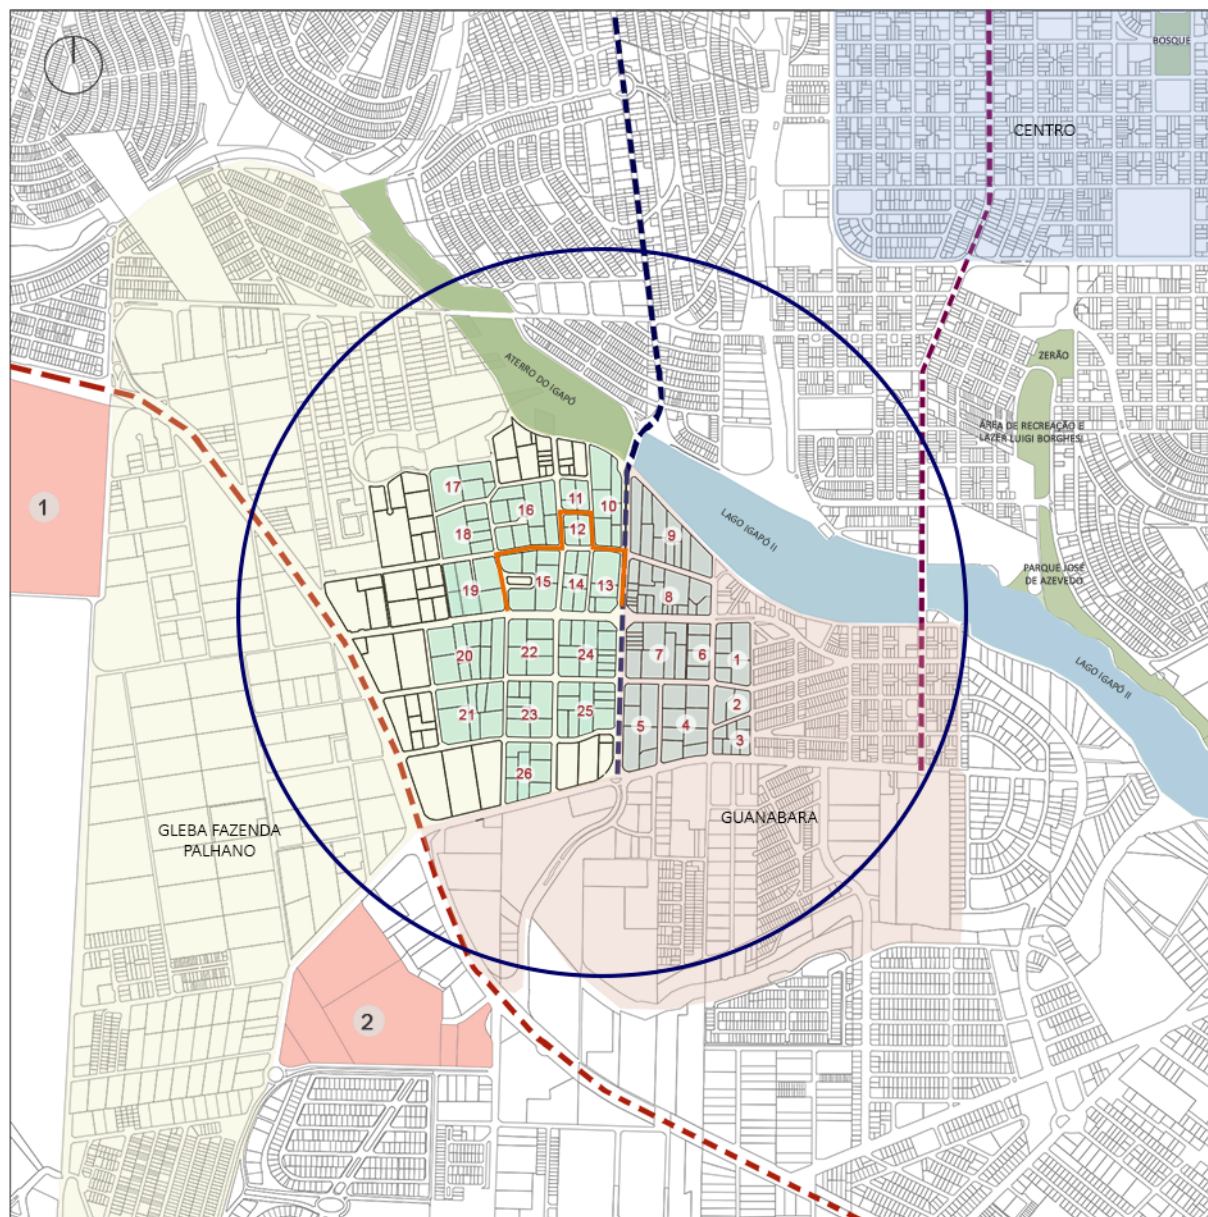 BOSQUE
CENTRO
ZERÃO
ATERRO DO IGAPÓ
ÁREA DE RECREAÇÃO E
LAZER LUIGI BORGHESI
17
16
11
10
1
18
12
9
LAGO IGAPÓ II
PARQUE JOSÉ
DE AZEVEDO
19
15
14
13
8
20
22
24
7
6
1
LAGO IGAPÓ II
21
23
25
5
4
2
3
26
GLEBA FAZENDA
PALHANO
GUANABARA
2